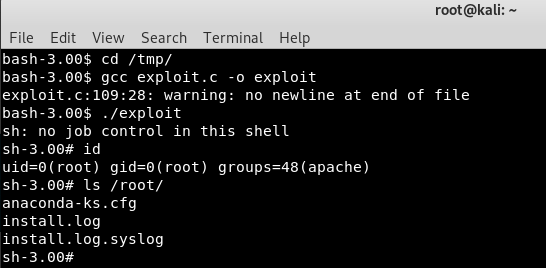 root@kali: ~
File Edit View Search Terminal Help
bash-3.00$ cd /tmp/
bash-3.00$ gcc exploit.c -o exploit
exploit.c:109:28: warning: no newline at end of file
bash-3.00$ ./exploit
sh: no job control in this shell
sh-3.00# id
uid=0(root) gid=0(root) groups=48(apache)
sh-3.00# ls /root/
anaconda-ks.cfg
install.log
install.log.syslog
sh-3.00#